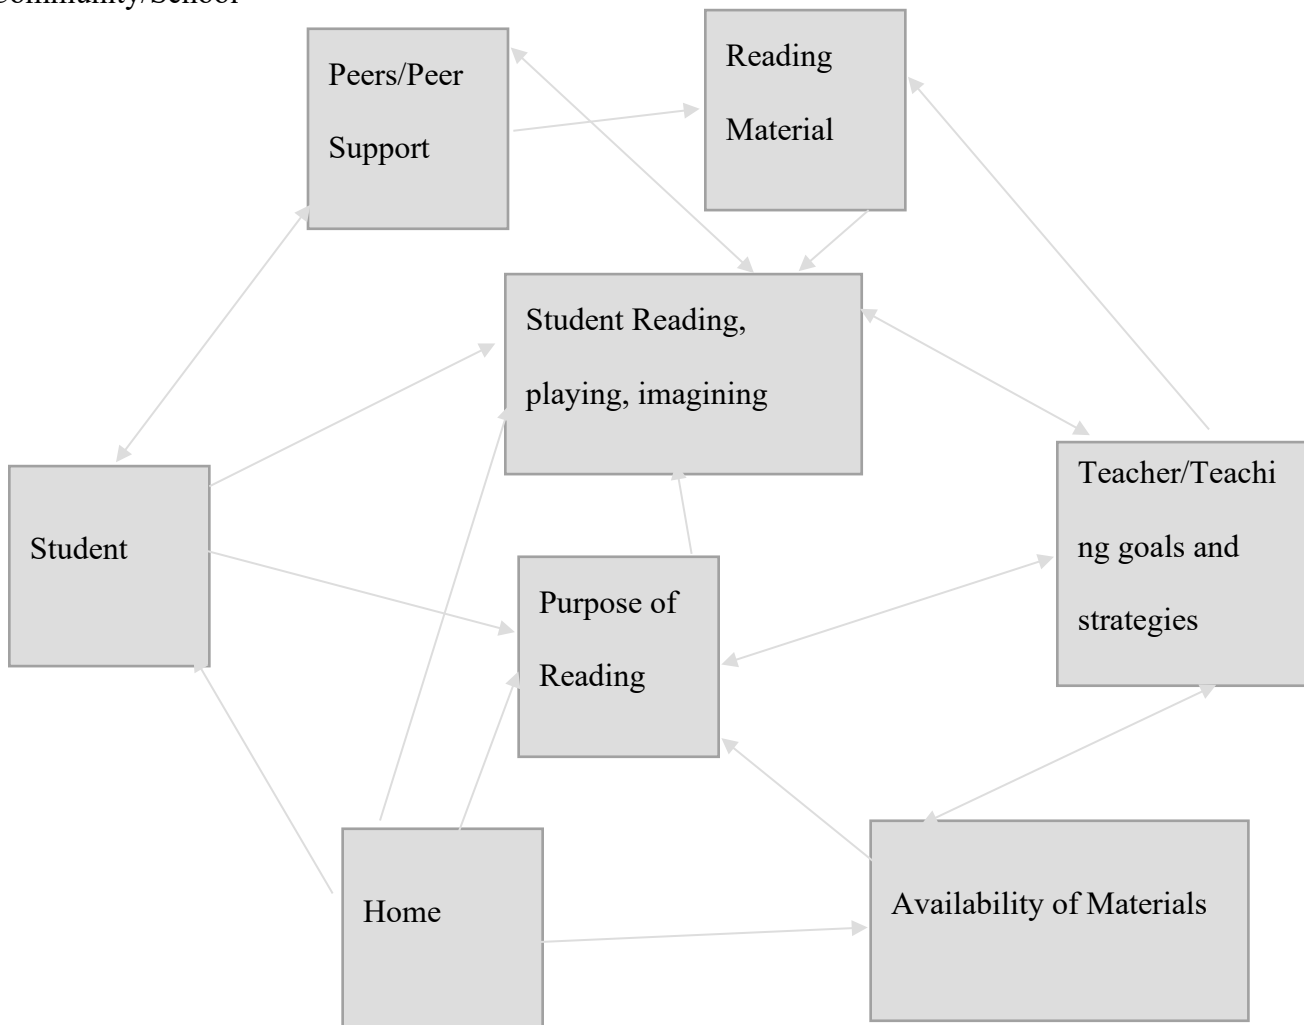 Community/School
Peers/Peer
Support
Reading
Material
Student Reading,
playing, imagining
Student
Teacher/Teachi
ng goals and
strategies
Purpose of
Reading
Home
Availability of Materials